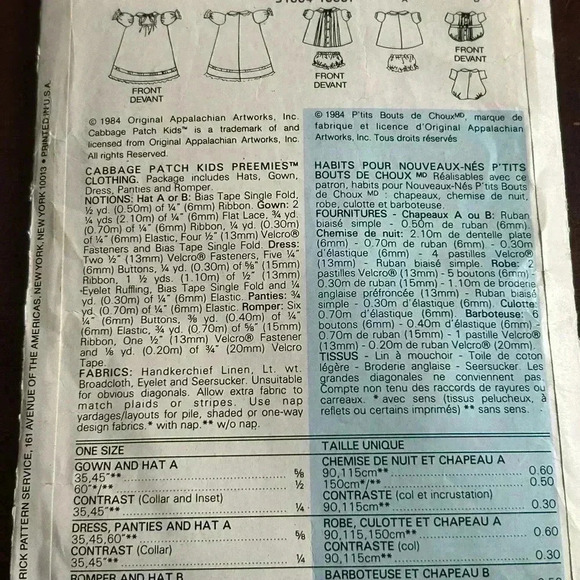 FRONT
DEVANT
FRONT
DEVANT
FRONT
DEVANT
PRINTED IN U.S.A.
RICK PATTERN SERVICE, 161 AVENUE OF THE AMERICAS, NEW YORK, NEW YORK 10013
© 1984 Original Appalachian Artworks, Inc.
Cabbage Patch Kids™ is a trademark of and
licensed from Original Appalachian Artworks, Inc.
All Rights Reserved.
CABBAGE PATCH KIDS PREEMIES™
CLOTHING. Package includes Hats, Gown,
Dress, Panties and Romper.
NOTIONS: Hat A or B: Bias Tape Single Fold,
½ yd. (0.50m) of ¼" (6mm) Ribbon. Gown: 2
¼ yds (2.10m) of ¼" (6mm) Flat Lace, ¾ yd.
(0.70m) of ¼" (6mm) Ribbon, ¼ yd. (0.30m)
of ¼" (6mm) Elastic, Four ½" (13mm) Velcro®
Fasteners and Bias Tape Single Fold. Dress:
Two ½" (13mm) Velcro® Fasteners, Five ¼"
(6mm) Buttons, ¼ yd. (0.30m) of ⅝" (15mm)
Ribbon, 1 ⅛ yds. (1.10m) of ½" (13mm)
Eyelet Ruffling, Bias Tape Single Fold and ¼
yd. (0.30m) of ¼" (6mm) Elastic. Panties: ¼
yd. (0.30m) of ¼" (6mm) Elastic. Romper: Six
¼" (6mm) Buttons, ⅜ yd. (0.40m) of ¼"
(6mm) Elastic, ¾ yd. (0.70m) of ⅝" (15mm)
Ribbon, One ½" (13mm) Velcro® Fastener
and ⅛ yd. (0.20m) of ¾" (20mm) Velcro
Tape.
FABRICS: Handkerchief Linen, Lt. wt.
Broadcloth, Eyelet and Seersucker. Unsuitable
for obvious diagonals. Allow extra fabric to
match plaids or stripes. Use nap
yardages/layouts for pile, shaded or one-way
design fabrics.* with nap.** w/o nap.
© 1984 P'tits Bouts de Chou MD, marque de
fabrique et licence d'Original Appalachian
Artworks, Inc. Tous droits réservés
HABITS POUR NOUVEAUX-NÉS P'TITS
BOUTS DE CHOUX MD Réalisables avec ce
patron, habits pour Nouveaux-Nés P'tits Bouts
de Choux MD : chapeaux, chemise de nuit,
robe, culotte et barboteuse.
FOURNITURES - Chapeaux A ou B: Ruban
biaisé simple - 0.50m de ruban (6mm).
Chemise de nuit: 2.10m de dentelle plate
(6mm) - 0.70m de ruban (6mm) - 0.30m
d'élastique (6mm) - 4 pastilles Velcro®
(13mm) - Ruban biaisé simple. Robe: 2
pastilles Velcro® (13mm) - 5 boutons (6mm) -
0.30m de ruban (15mm) - 1.10m de broderie
anglaise préfroncée (13mm) - Ruban biaisé
simple - 0.30m d'élastique (6mm). Culotte:
0.30m d'élastique (6mm). Barboteuse: 6
boutons (6mm) - 0.40m d'élastique (6mm) -
0.70m de ruban (15mm) - 1 pastille Velcro®
(13mm) - 0.20m de ruban Velcro® (20mm).
TISSUS - Lin à mouchoir - Toile de coton
légère - Broderie anglaise - Seersucker. Les
grandes diagonales ne conviennent pas.
Compte non tenu des raccords de rayures ou
carreaux. * avec sens (tissus pelucheux, à
reflets ou certains imprimés) ** sans sens.
ONE SIZE
GOWN AND HAT A
35,45"** ⅝
60"*/** ½
CONTRAST (Collar and Inset)
35,45"** ¼
DRESS, PANTIES AND HAT A
35,45,60"**
CONTRAST (Collar)
35,45"** ¼
ROMPER AND HAT B
TAILLE UNIQUE
CHEMISE DE NUIT ET CHAPEAU A
90,115cm** 0.60
150cm*/** 0.50
CONTRASTE (col et incrustation)
90,115cm** 0.30
ROBE, CULOTTE ET CHAPEAU A
90,115,150cm** 0.60
CONTRASTE (col)
90,115cm** 0.30
BARBOTEUSE ET CHAPEAU B